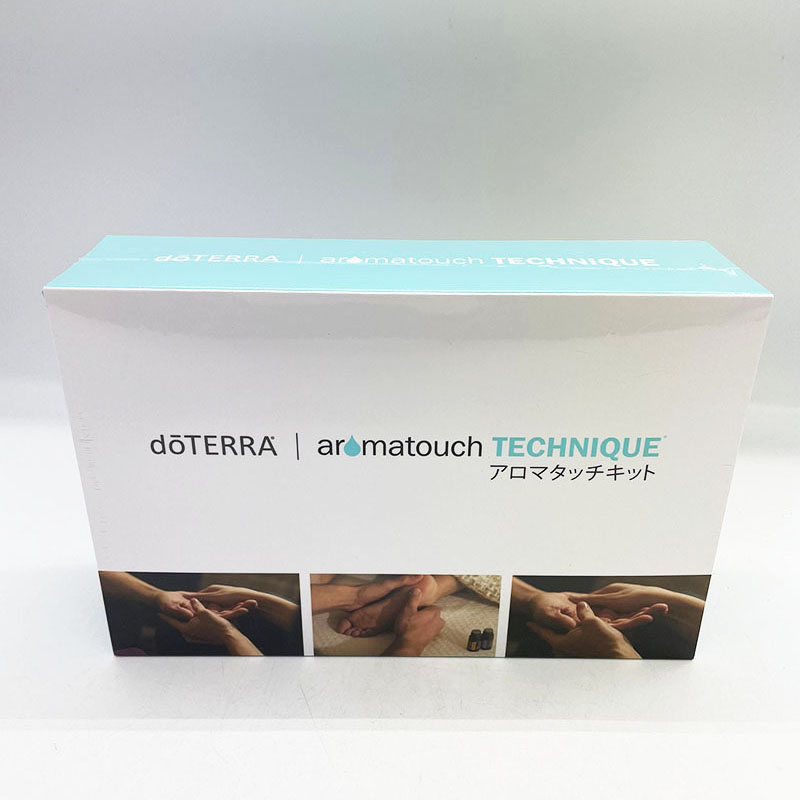 dōTERRA | aromatouch TECHNIQUE
dōTERRA® | aromatouch TECHNIQUE®
アロマタッチキット